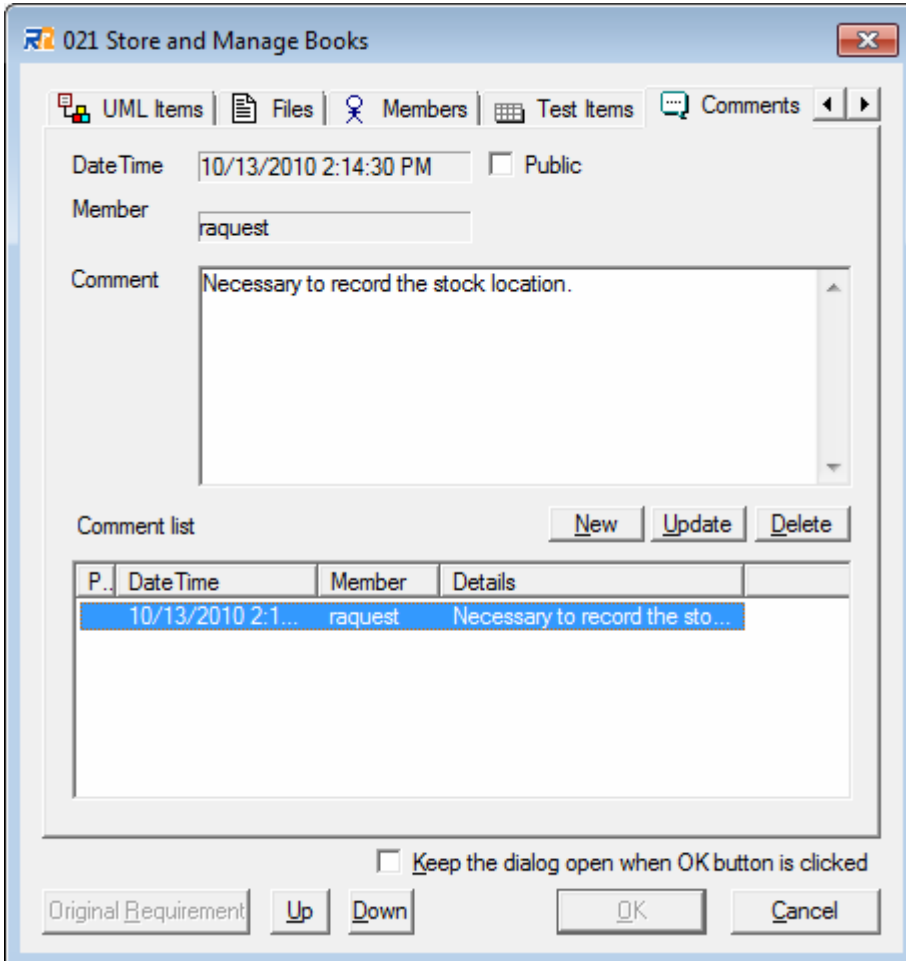 021 Store and Manage Books
UML Items Files Members Test Items Comments
DateTime 10/13/2010 2:14:30 PM Public
Member raquest
Comment Necessary to record the stock location.
Comment list New Update Delete
P.. DateTime Member Details
10/13/2010 2:1... raquest Necessary to record the sto...
Keep the dialog open when OK button is clicked
Original Requirement Up Down OK Cancel